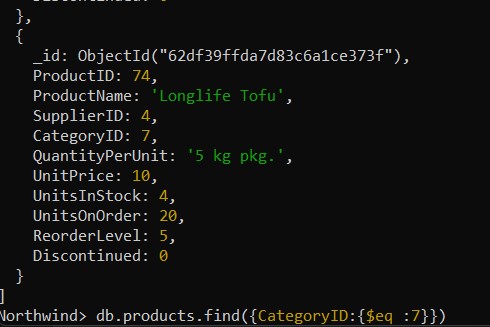 },
{
_id: ObjectId("62df39ffda7d83c6a1ce373f"),
ProductID: 74,
ProductName: 'Longlife Tofu',
SupplierID: 4,
CategoryID: 7,
QuantityPerUnit: '5 kg pkg.',
UnitPrice: 10,
UnitsInStock: 4,
UnitsOnOrder: 20,
ReorderLevel: 5,
Discontinued: 0
}
]
Northwind> db.products.find({CategoryID:{$eq :7}})